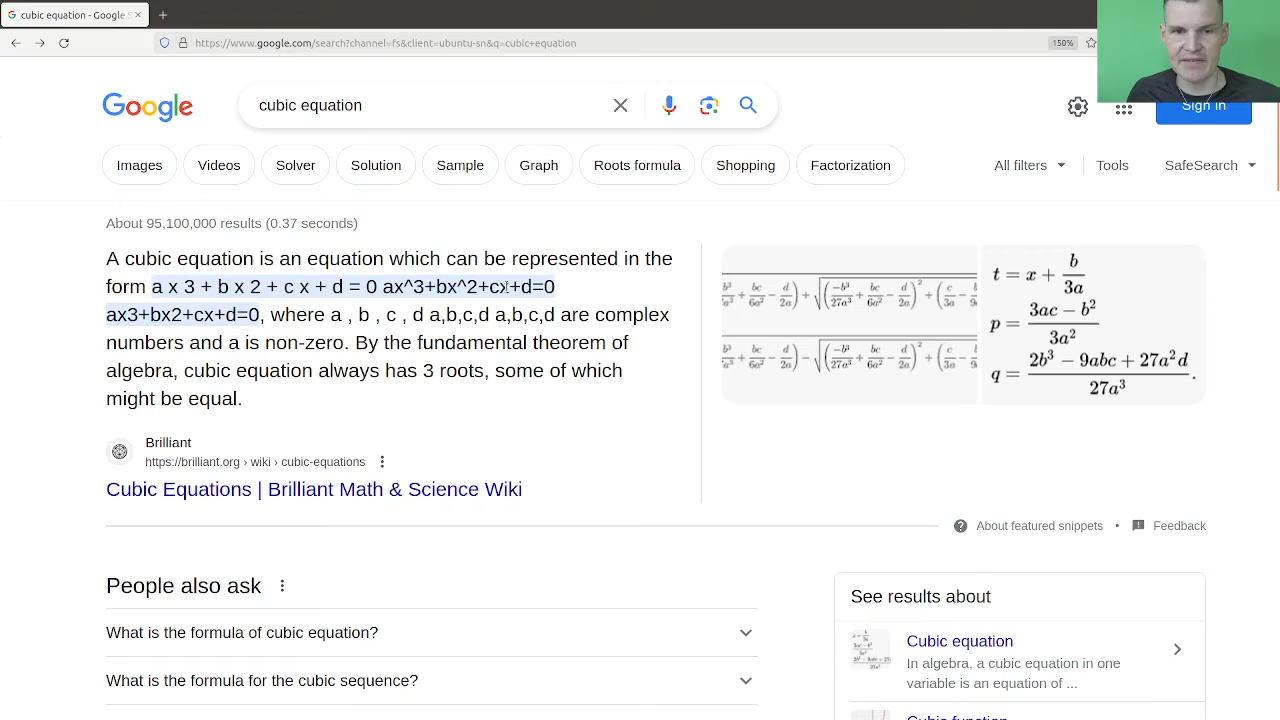 cubic equation - Google S
https://www.google.com/search?channel=fs&client=ubuntu-sn&q=cubic+equation
150%
Google
cubic equation
Sign in
Images
Videos
Solver
Solution
Sample
Graph
Roots formula
Shopping
Factorization
All filters
Tools
SafeSearch
About 95,100,000 results (0.37 seconds)
A cubic equation is an equation which can be represented in the
form a x 3 + b x 2 + c x + d = 0 ax^3+bx^2+cx+d=0
ax3+bx2+cx+d=0, where a , b , c , d a,b,c,d a,b,c,d are complex
numbers and a is non-zero. By the fundamental theorem of
algebra, cubic equation always has 3 roots, some of which
might be equal.
t = x + b/3a
p = 3ac − b²/3a²
q = 2b³ − 9abc + 27a²d/27a³.
Brilliant
https://brilliant.org › wiki › cubic-equations
Cubic Equations | Brilliant Math & Science Wiki
About featured snippets • Feedback
People also ask
What is the formula of cubic equation?
What is the formula for the cubic sequence?
See results about
Cubic equation
In algebra, a cubic equation in one
variable is an equation of ...